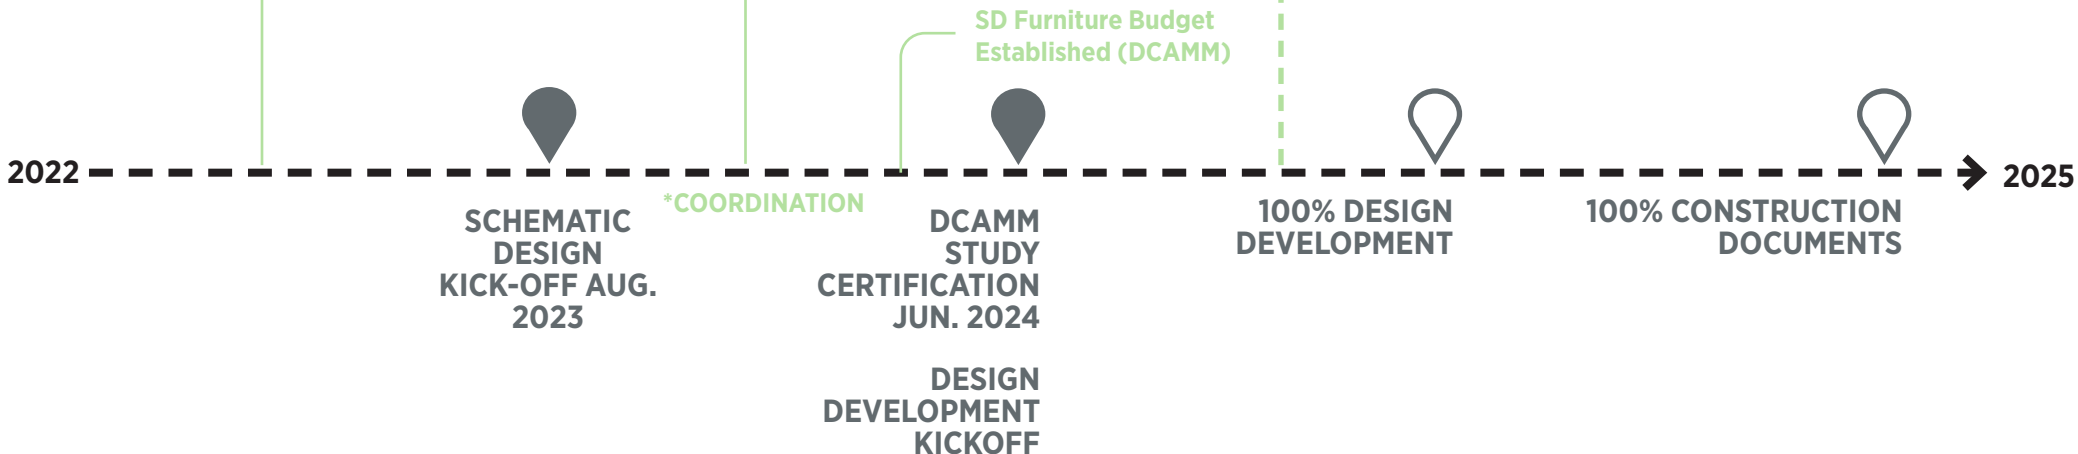 SD Furniture Budget
Established (DCAMM)
2022
2025
*COORDINATION
SCHEMATIC
DESIGN
KICK-OFF AUG.
2023
DCAMM
STUDY
CERTIFICATION
JUN. 2024
DESIGN
DEVELOPMENT
KICKOFF
100% DESIGN
DEVELOPMENT
100% CONSTRUCTION
DOCUMENTS